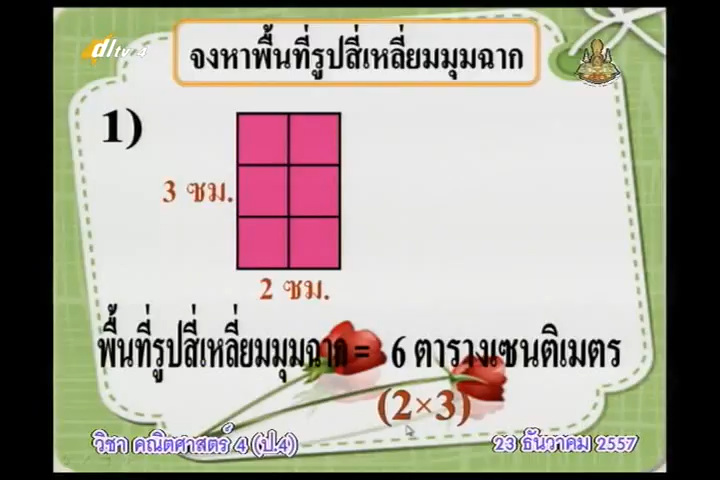 dltv 4
จงหาพื้นที่รูปสี่เหลี่ยมมุมฉาก
1)
3 ซม.
2 ซม.
พื้นที่รูปสี่เหลี่ยมมุมฉาก = 6 ตารางเซนติเมตร
(2×3)
วิชา คณิตศาสตร์ 4 (ป.4)
23 ธันวาคม 2557